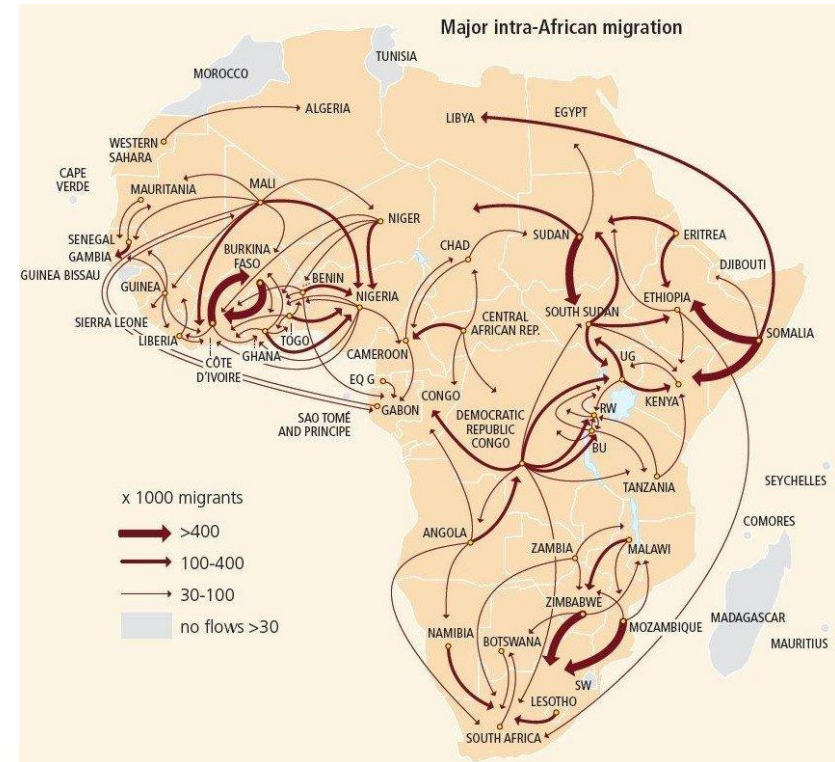 Major intra-African migration
TUNISIA
MOROCCO
ALGERIA
LIBYA
EGYPT
WESTERN
SAHARA
CAPE
VERDE
MAURITANIA
MALI
NIGER
CHAD
SUDAN
ERITREA
SENEGAL
GAMBIA
GUINEA BISSAU
BURKINA
FASO
BENIN
DJIBOUTI
GUINEA
NIGERIA
SOUTH SUDAN
ETHIOPIA
SIERRA LEONE
LIBERIA
CÔTE
D'IVOIRE
GHANA
TOGO
CENTRAL
AFRICAN REP.
CAMEROON
SOMALIA
EQ G
GABON
CONGO
UG
KENYA
SAO TOMÉ
AND PRINCIPE
DEMOCRATIC
REPUBLIC
CONGO
RW
BU
TANZANIA
SEYCHELLES
COMORES
x 1000 migrants
>400
100-400
30-100
no flows >30
ANGOLA
ZAMBIA
MALAWI
ZIMBABWE
MOZAMBIQUE
MADAGASCAR
MAURITIUS
NAMIBIA
BOTSWANA
SW
LESOTHO
SOUTH AFRICA